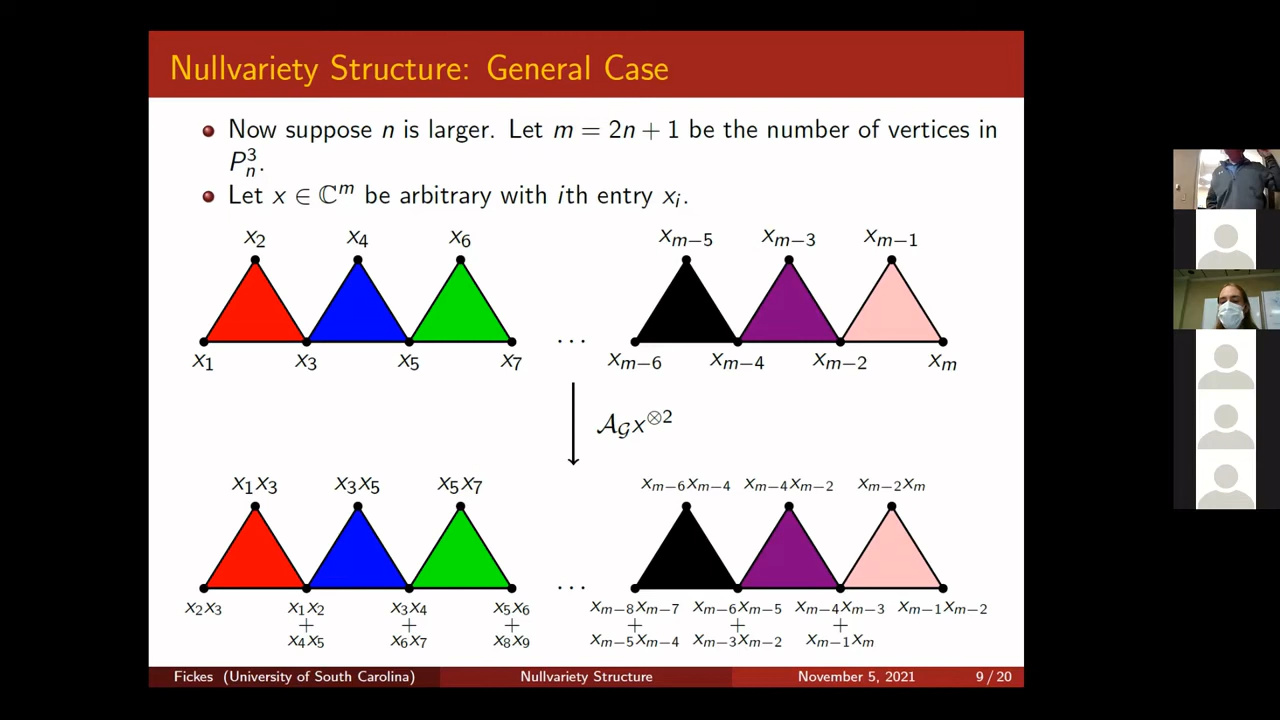 Nullvariety Structure: General Case
Now suppose n is larger. Let m = 2n + 1 be the number of vertices in
P_n^3.
Let x ∈ ℂ^m be arbitrary with ith entry x_i.
x_2 x_4 x_6 x_{m−5} x_{m−3} x_{m−1}
...
x_1 x_3 x_5 x_7 x_{m−6} x_{m−4} x_{m−2} x_m
𝒜_𝒢 x^{⊗2}
x_1x_3 x_3x_5 x_5x_7 x_{m−6}x_{m−4} x_{m−4}x_{m−2} x_{m−2}x_m
...
x_2x_3 x_1x_2 x_3x_4 x_5x_6 x_{m−8}x_{m−7} x_{m−6}x_{m−5} x_{m−4}x_{m−3} x_{m−1}x_{m−2}
+ + + + + +
x_4x_5 x_6x_7 x_8x_9 x_{m−5}x_{m−4} x_{m−3}x_{m−2} x_{m−1}x_m
Fickes (University of South Carolina) Nullvariety Structure November 5, 2021 9 / 20